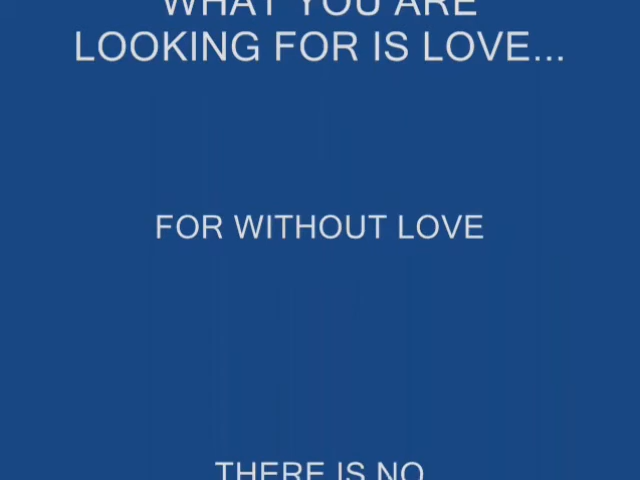 WHAT YOU ARE
LOOKING FOR IS LOVE...
FOR WITHOUT LOVE
THERE IS NO